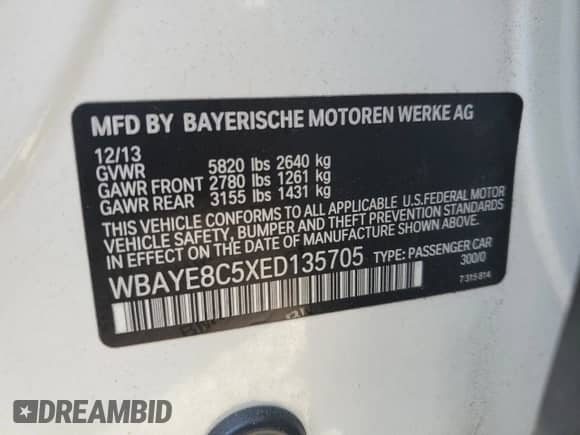 MFD BY BAYERISCHE MOTOREN WERKE AG
12/13
GVWR 5820 lbs 2640 kg
GAWR FRONT 2780 lbs 1261 kg
GAWR REAR 3155 lbs 1431 kg
THIS VEHICLE CONFORMS TO ALL APPLICABLE U.S.FEDERAL MOTOR
VEHICLE SAFETY, BUMPER AND THEFT PREVENTION STANDARDS
IN EFFECT ON THE DATE OF MANUFACTURE SHOWN ABOVE.
WBAYE8C5XED135705 TYPE: PASSENGER CAR
300/0
7 315 814
DREAMBID